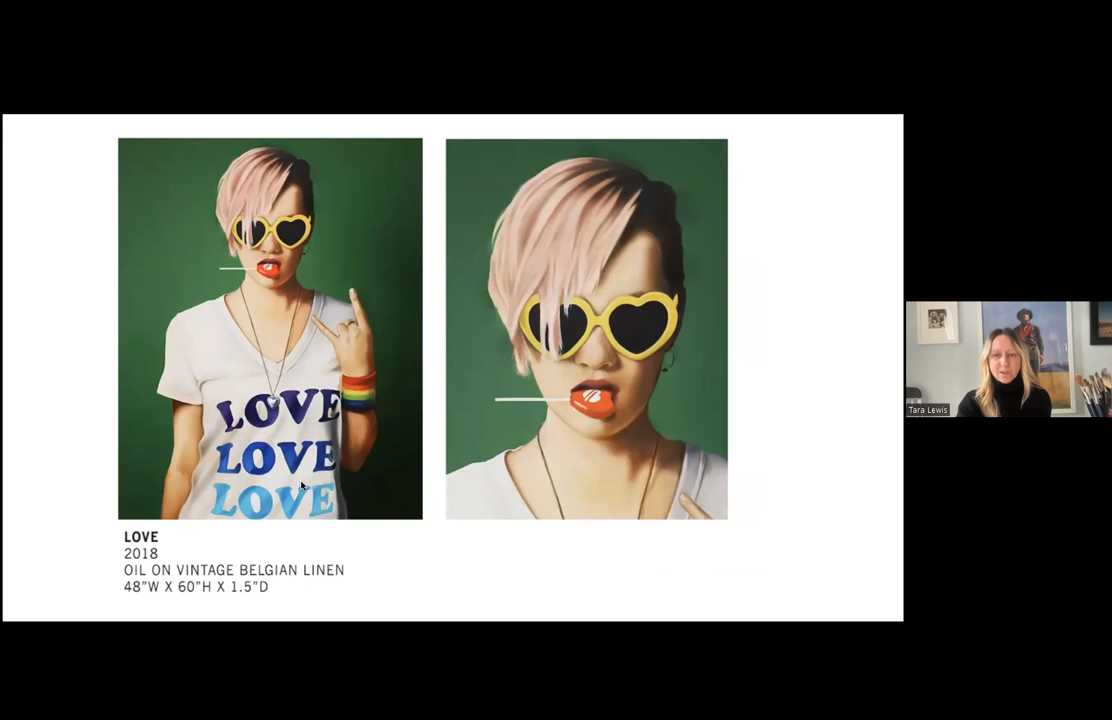 LOVE
LOVE
LOVE
LOVE
2018
OIL ON VINTAGE BELGIAN LINEN
48"W X 60"H X 1.5"D
Tara Lewis